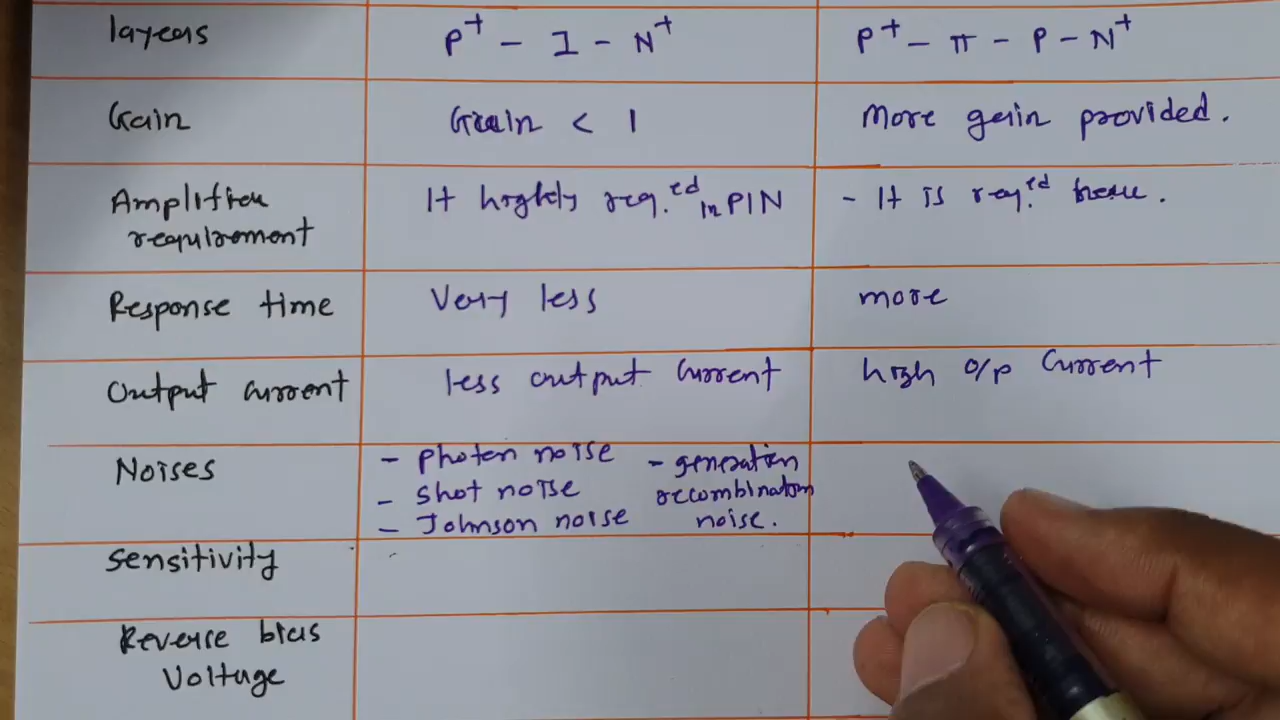 layers P+ - I - N+ P+ - π - P - N+
Gain Gain < 1 More gain provided.
Amplifier It highly req.ed in PIN - It is req.ed here.
requirement
Response time Very less more
Output current less output current high o/p current
Noises - Photon noise - generation
- Shot noise recombination
- Johnson noise noise.
Sensitivity
Reverse bias
Voltage